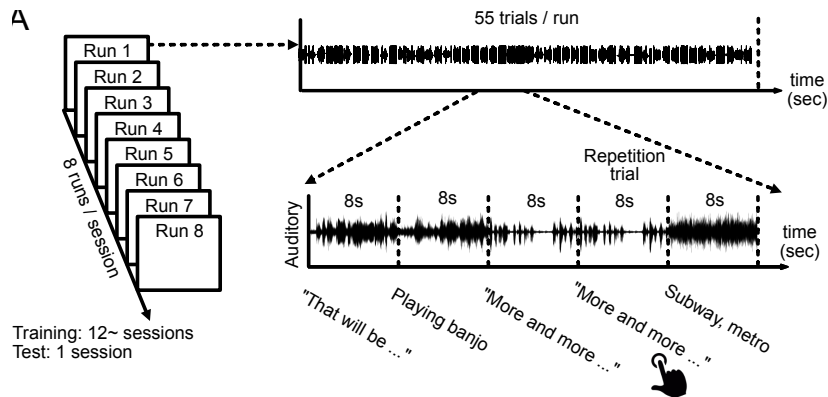 A
55 trials / run
Run 1
Run 2
Run 3
Run 4
Run 5
Run 6
Run 7
Run 8
8 runs / session
time
(sec)
Training: 12~ sessions
Test: 1 session
Repetition
trial
8s
8s
8s
8s
8s
Auditory
time
(sec)
"That will be ..."
Playing banjo
"More and more ..."
"More and more ..."
Subway, metro